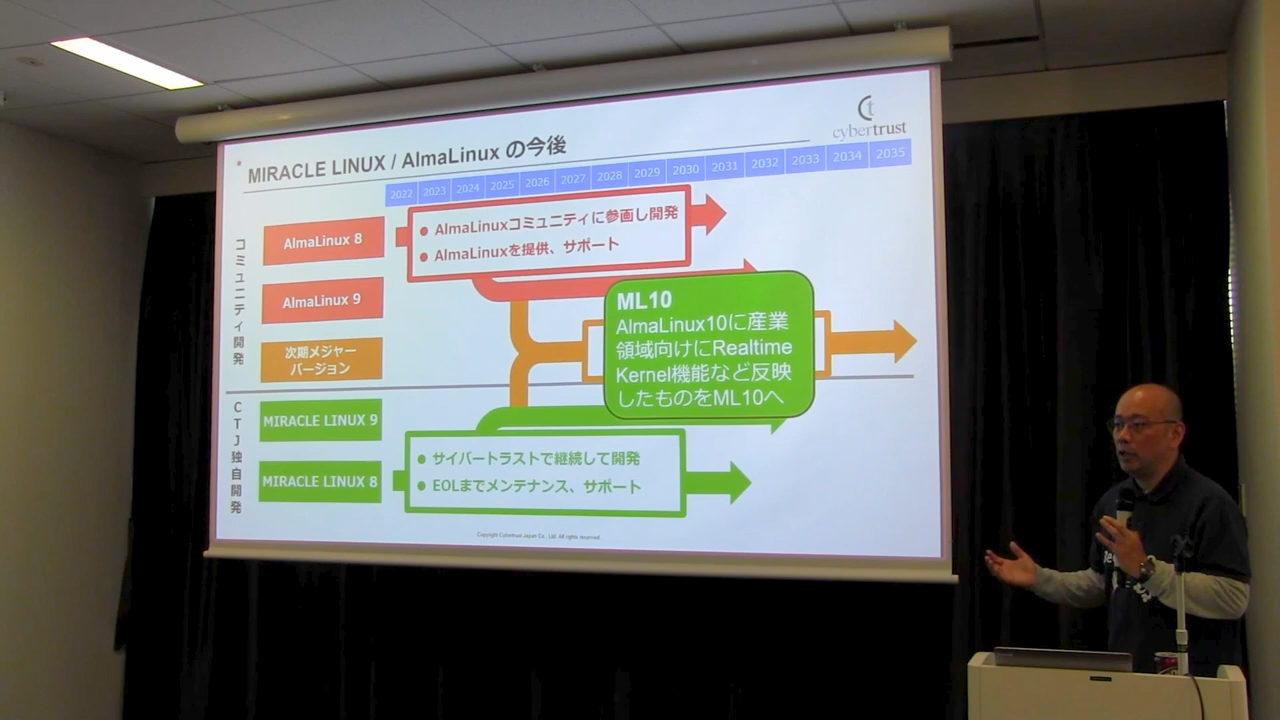 cybertrust
MIRACLE LINUX / AlmaLinux の今後
2022 2023 2024 2025 2026 2027 2028 2029 2030 2031 2032 2033 2034 2035
コミュニティ開発
AlmaLinux 8
● AlmaLinuxコミュニティに参画し開発
● AlmaLinuxを提供、サポート
AlmaLinux 9
次期メジャー
バージョン
ML10
AlmaLinux10に産業
領域向けにRealtime
Kernel機能など反映
したものをML10へ
CTJ独自開発
MIRACLE LINUX 9
MIRACLE LINUX 8
● サイバートラストで継続して開発
● EOLまでメンテナンス、サポート
Copyright Cybertrust Japan Co., Ltd. All rights reserved.